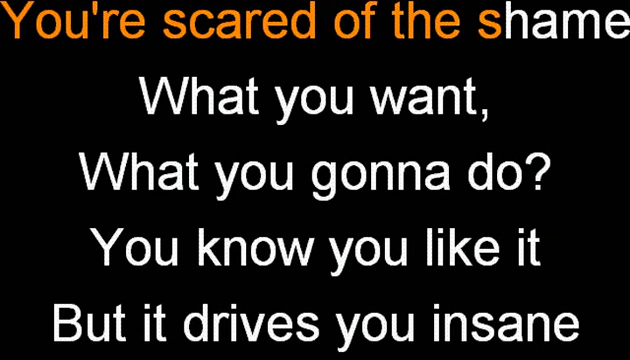 You're scared of the shame
What you want,
What you gonna do?
You know you like it
But it drives you insane